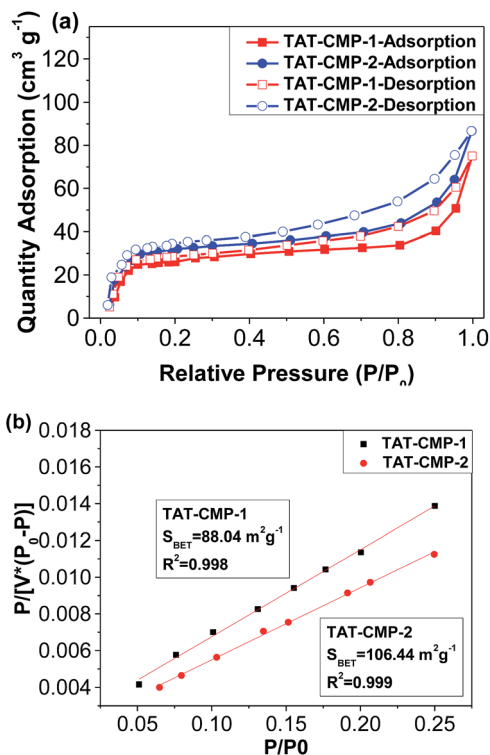 (a)
TAT-CMP-1-Adsorption
TAT-CMP-2-Adsorption
TAT-CMP-1-Desorption
TAT-CMP-2-Desorption
Quantity Adsorption (cm³ g⁻¹)
120
100
80
60
40
20
0
0.0 0.2 0.4 0.6 0.8 1.0
Relative Pressure (P/P₀)
(b)
TAT-CMP-1
TAT-CMP-2
P/[V*(P₀-P)]
0.018
0.016
0.014
0.012
0.010
0.008
0.006
0.004
TAT-CMP-1
S_BET=88.04 m²g⁻¹
R²=0.998
TAT-CMP-2
S_BET=106.44 m²g⁻¹
R²=0.999
0.05 0.10 0.15 0.20 0.25
P/P0